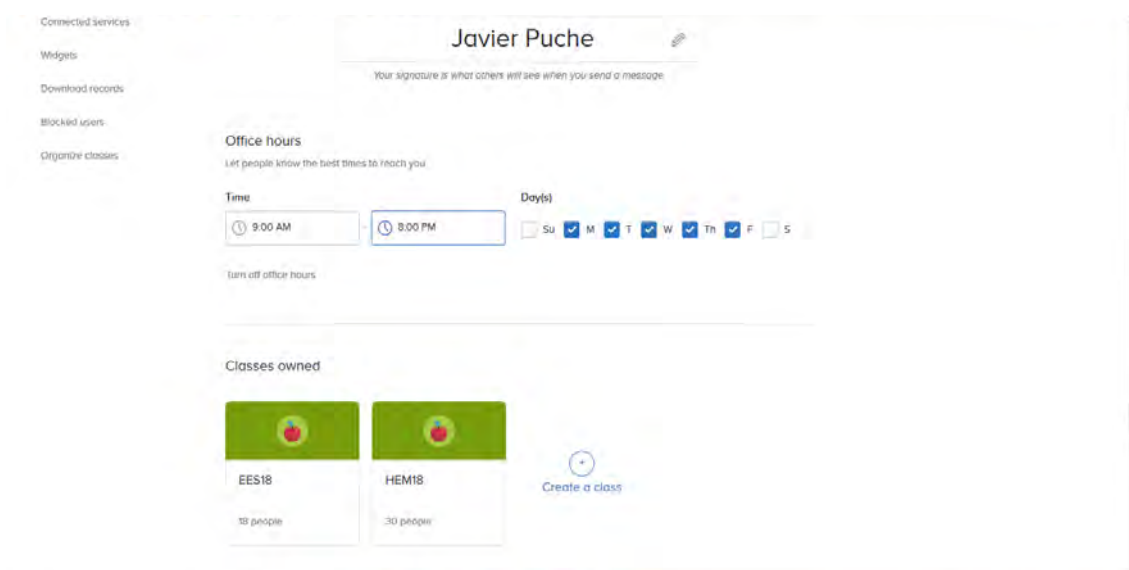 Connected services
Widgets
Download records
Blocked users
Organize classes
Javier Puche
Your signature is what others will see when you send a message
Office hours
Let people know the best times to reach you
Time
Day(s)
9:00 AM - 8:00 PM
Su M T W Th F S
Turn off office hours
Classes owned
EES18
18 people
HEM18
30 people
Create a class